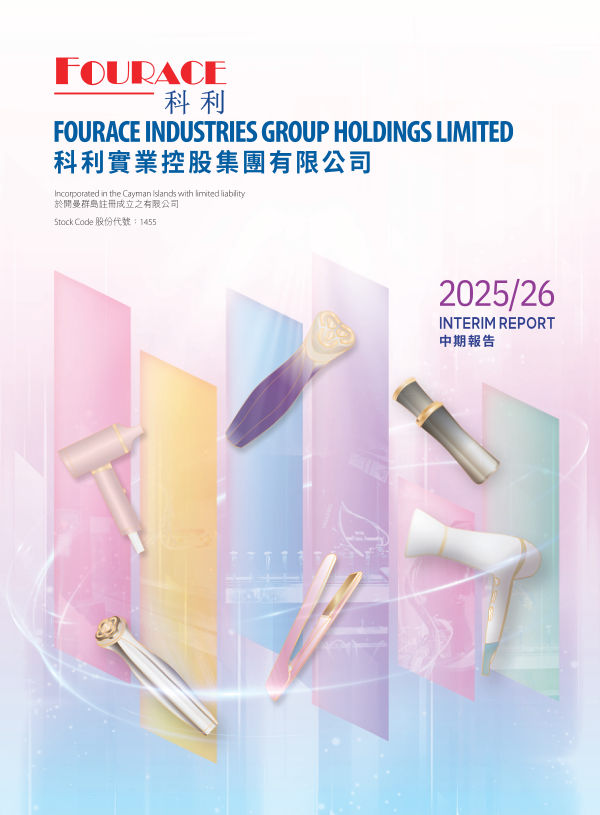 FOURACE
科利
FOURACE INDUSTRIES GROUP HOLDINGS LIMITED
科利實業控股集團有限公司
Incorporated in the Cayman Islands with limited liability
於開曼群島註冊成立之有限公司
Stock Code 股份代號：1455
2025/26
INTERIM REPORT
中期報告